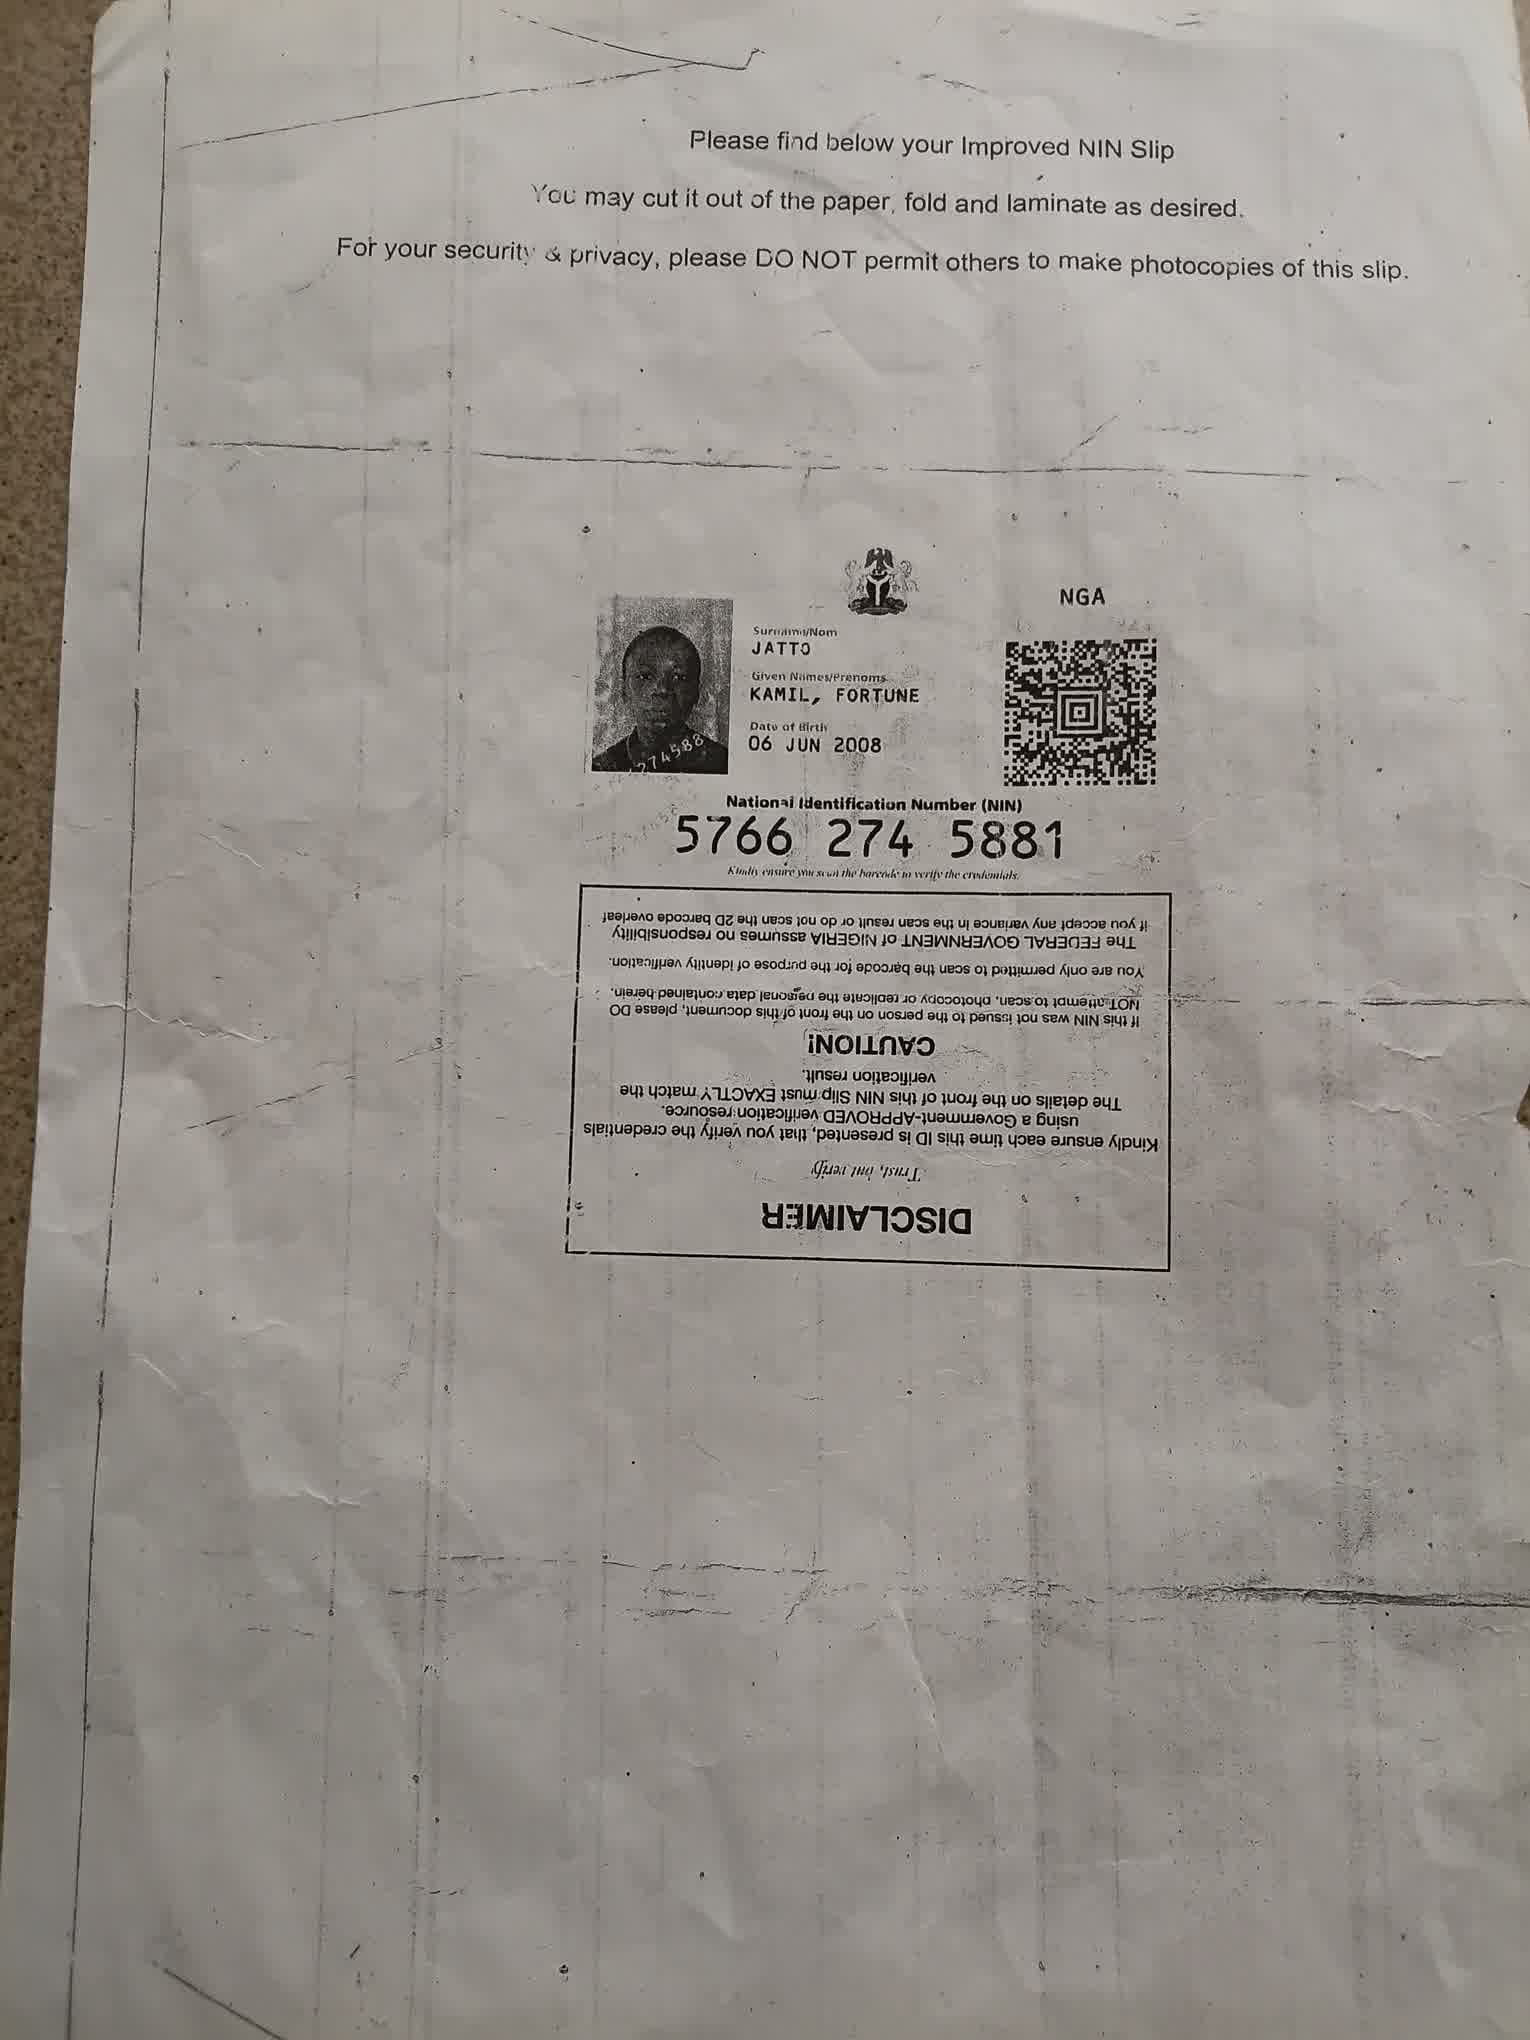 Please find below your Improved NIN Slip
You may cut it out of the paper, fold and laminate as desired.
For your security & privacy, please DO NOT permit others to make photocopies of this slip.
NGA
Surname/Nom
JATTO
Given Names/Prenoms
KAMIL, FORTUNE
Date of Birth
06 JUN 2008
274588
National Identification Number (NIN)
5766 274 5881
Kindly ensure you scan the barcode to verify the credentials.
DISCLAIMER
Trust, but verify
Kindly ensure each time this ID is presented, that you verify the credentials
using a Government-APPROVED verification resource.
The details on the front of this NIN Slip must EXACTLY match the
verification result.
CAUTION!
If this NIN was not issued to the person on the front of this document, please DO
NOT attempt to scan, photocopy or replicate the personal data contained herein.
You are only permitted to scan the barcode for the purpose of identity verification.
The FEDERAL GOVERNMENT of NIGERIA assumes no responsibility
if you accept any variance in the scan result or do not scan the 2D barcode overleaf